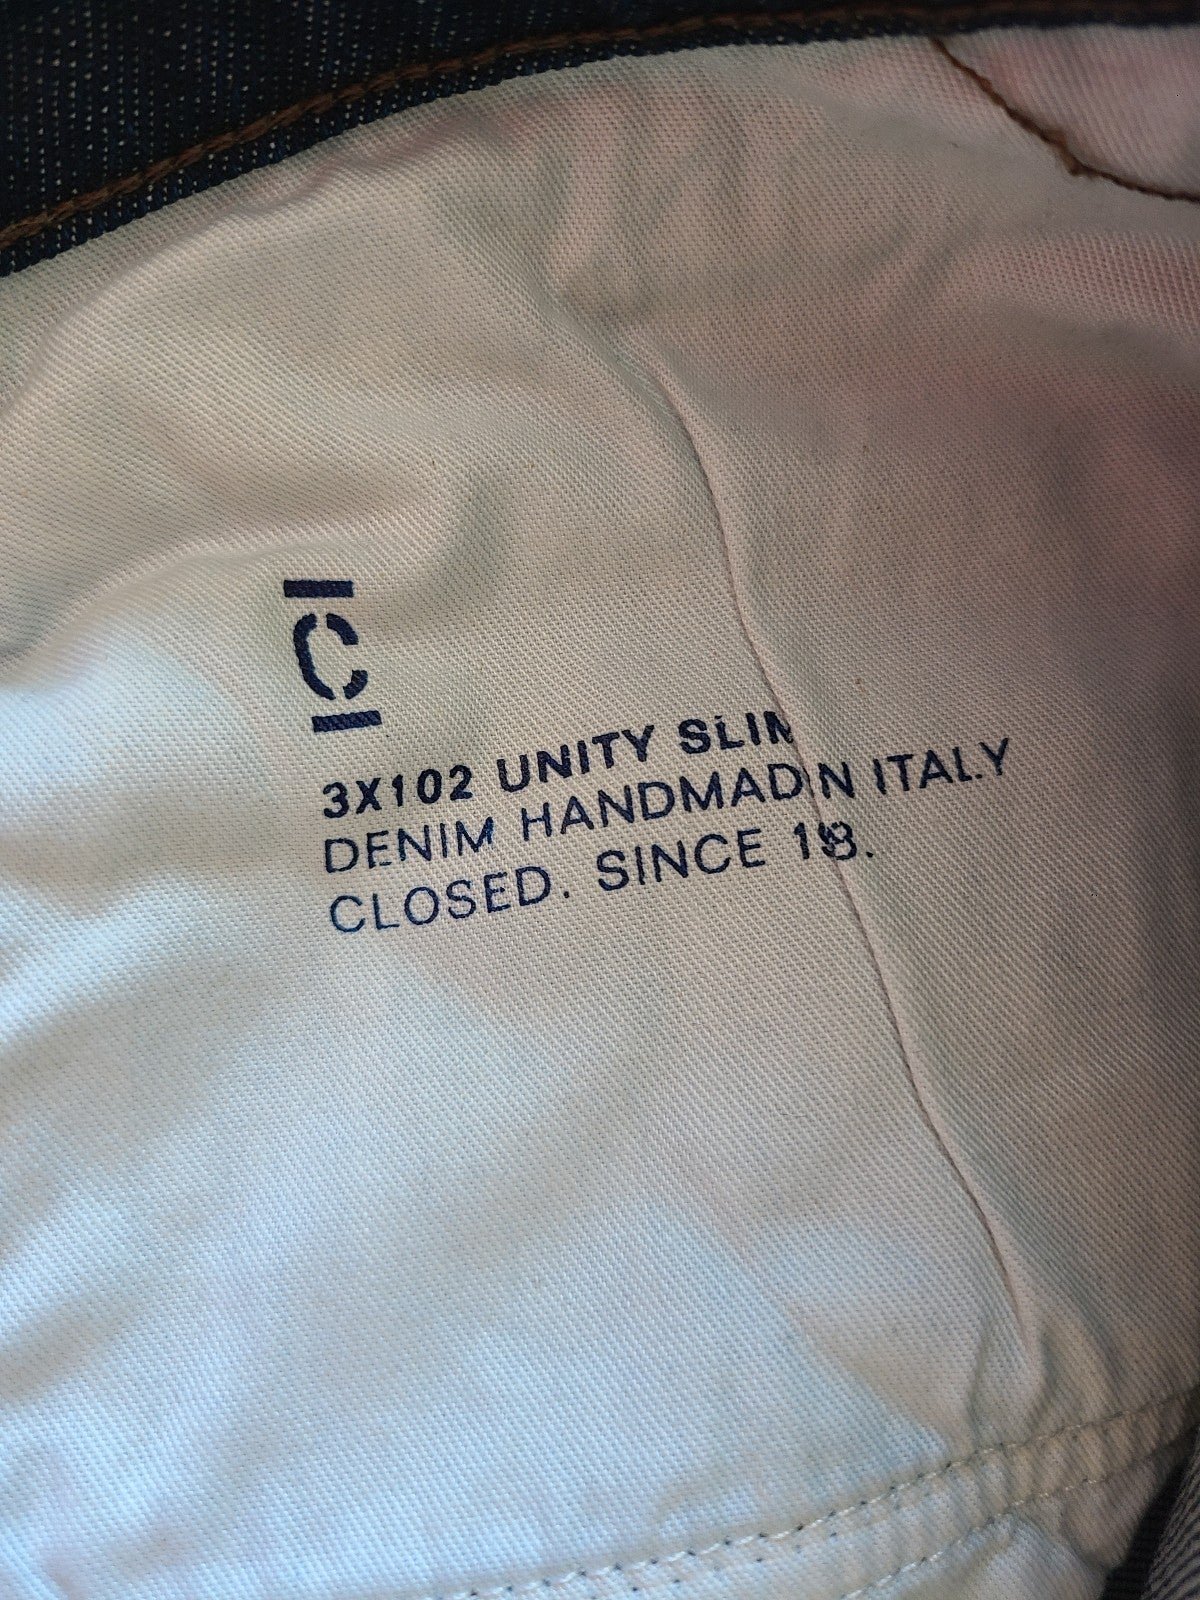 C
3X102 UNITY SLIM
DENIM HANDMAD IN ITALY
CLOSED. SINCE